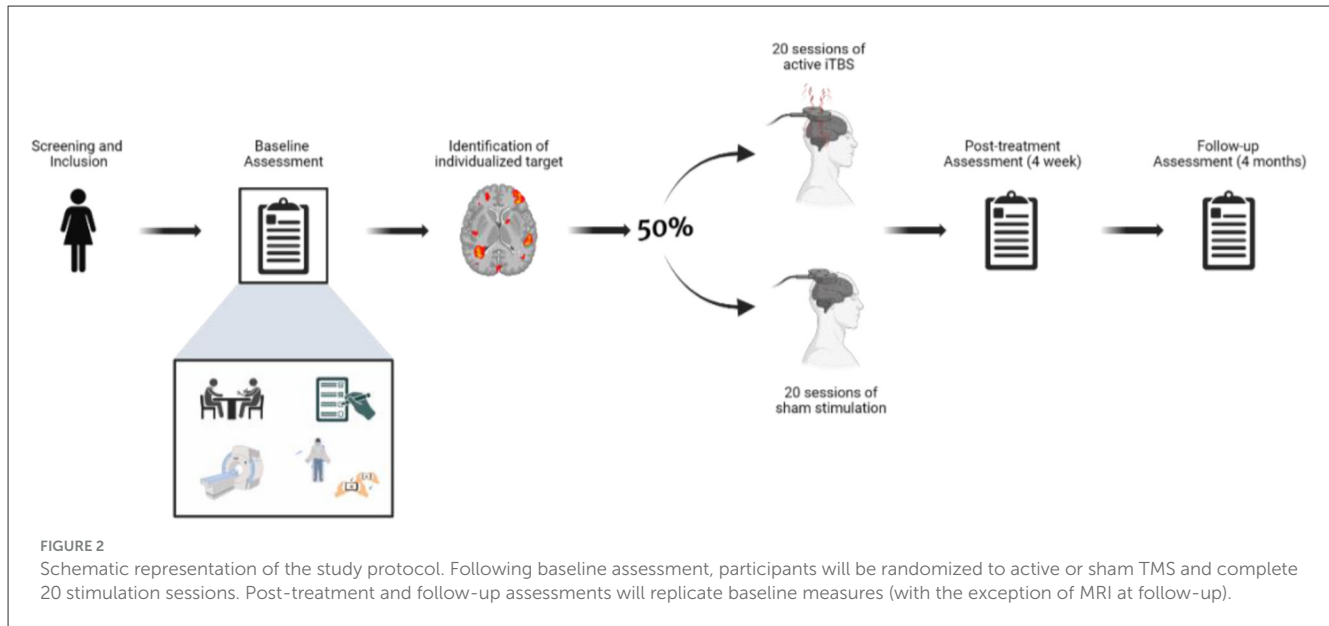 20 sessions of
active iTBS
Screening and
Inclusion
Baseline
Assessment
Identification of
individualized target
Post-treatment
Assessment (4 week)
Follow-up
Assessment (4 months)
50%
20 sessions of
sham stimulation
FIGURE 2
Schematic representation of the study protocol. Following baseline assessment, participants will be randomized to active or sham TMS and complete
20 stimulation sessions. Post-treatment and follow-up assessments will replicate baseline measures (with the exception of MRI at follow-up).